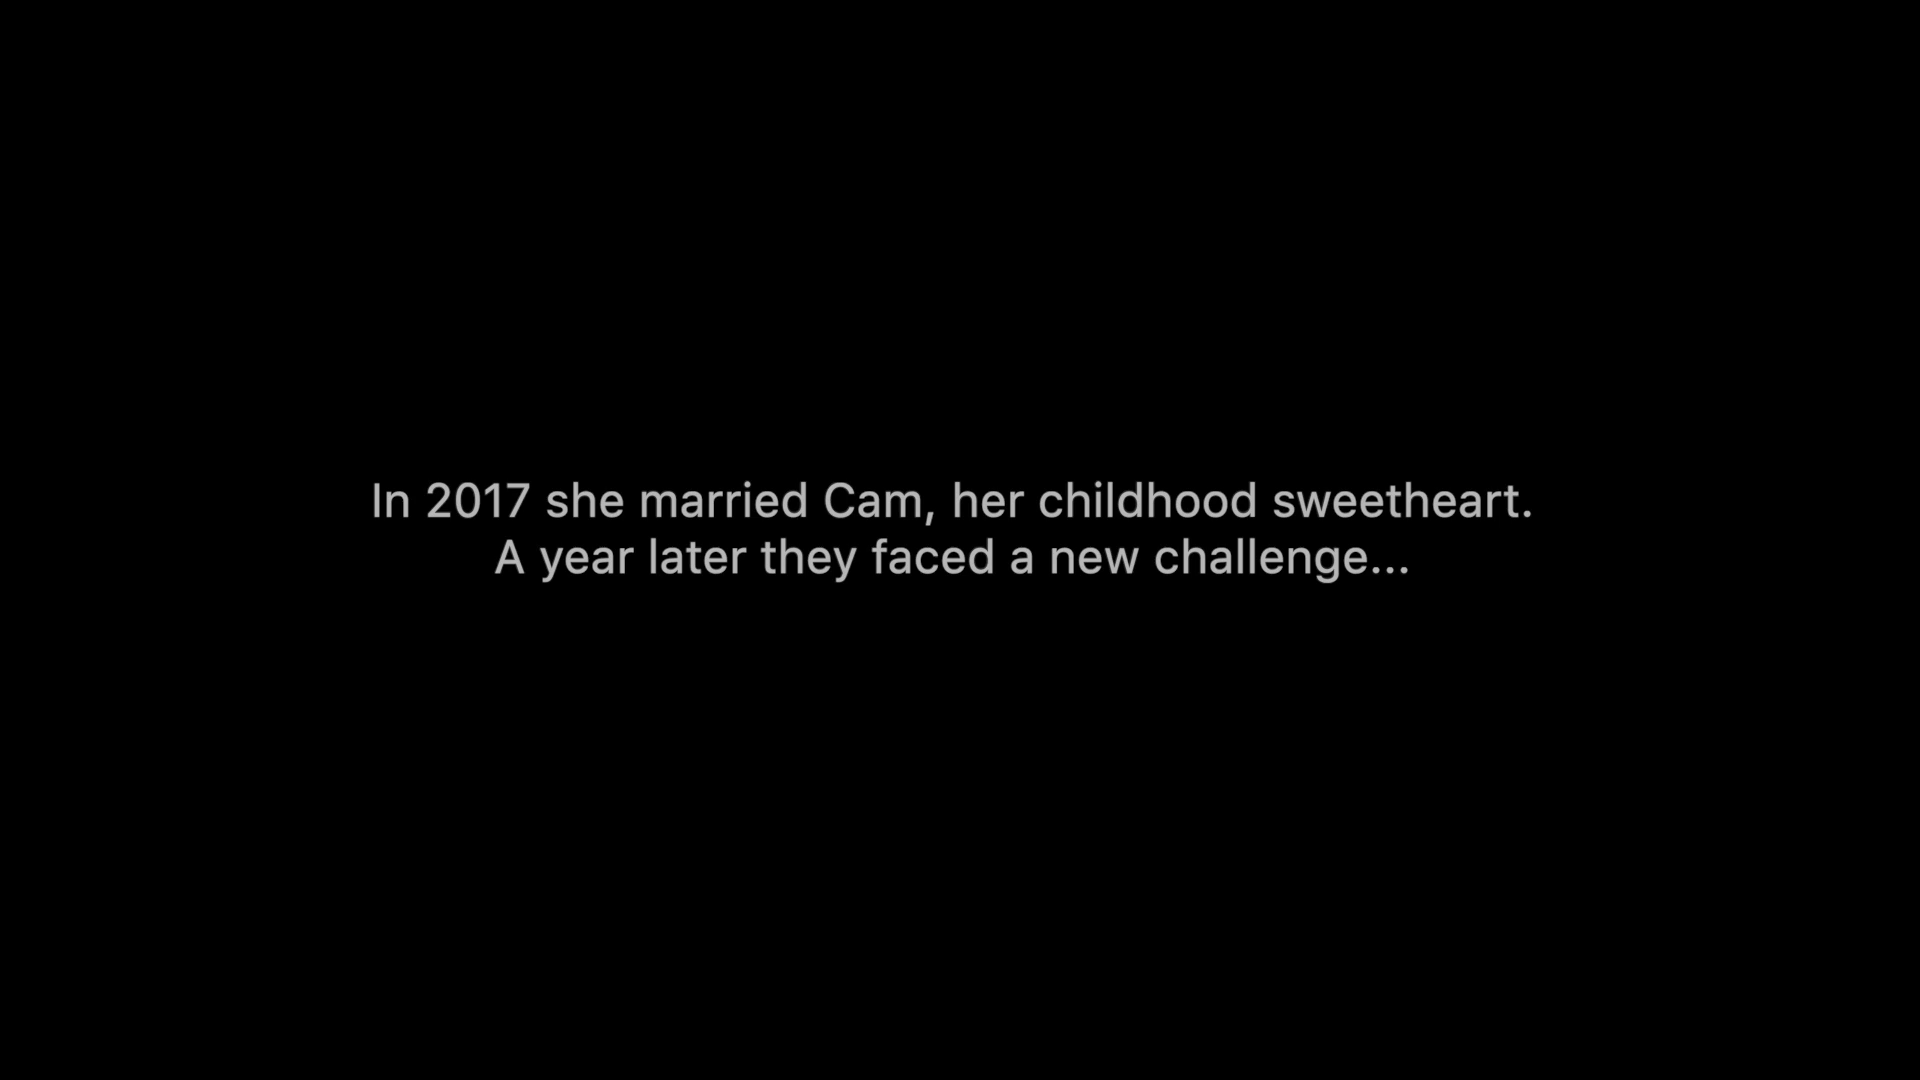 In 2017 she married Cam, her childhood sweetheart.
A year later they faced a new challenge...